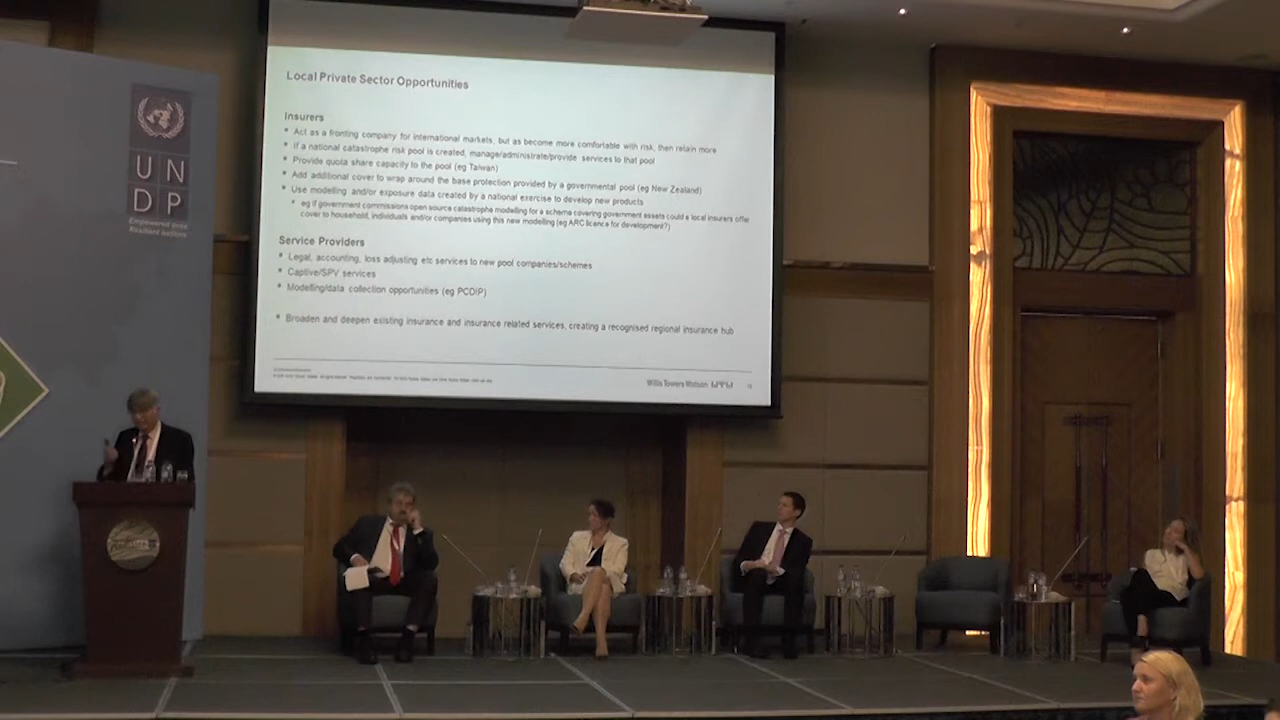 Local Private Sector Opportunities
Insurers
Act as a fronting company for international markets, but as become more comfortable with risk, then retain more
If a national catastrophe risk pool is created, manage/administrate/provide services to that pool
Provide quota share capacity to the pool (eg Taiwan)
Add additional cover to wrap around the base protection provided by a governmental pool (eg New Zealand)
Use modelling and/or exposure data created by a national exercise to develop new products
eg if government commissions open source catastrophe modelling for a schema covering government assets could a local insurers offer
cover to household, individuals and/or companies using this new modelling (eg ARC licence for development?)
Service Providers
Legal, accounting, loss adjusting etc services to new pool companies/schemes
Captive/SPV services
Modelling/data collection opportunities (eg PCDIP)
Broaden and deepen existing insurance and insurance related services, creating a recognised regional insurance hub
Willis Towers Watson
U N
D P
Empowered lives.
Resilient nations.